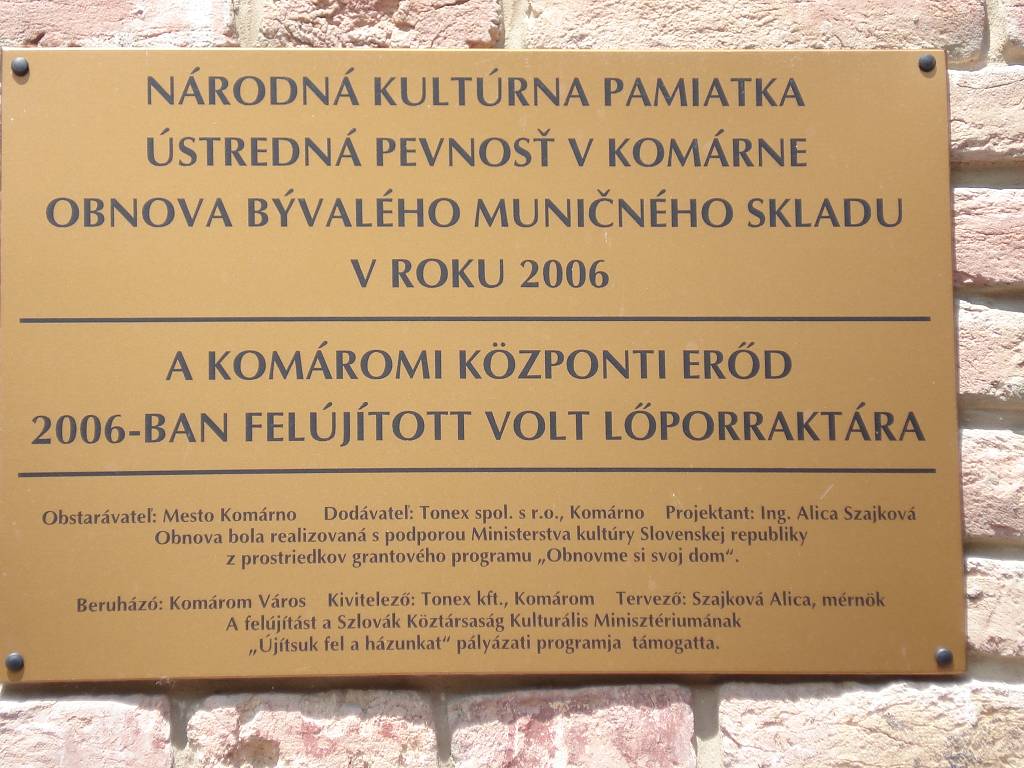 NÁRODNÁ KULTÚRNA PAMIATKA
ÚSTREDNÁ PEVNOSŤ V KOMÁRNE
OBNOVA BÝVALÉHO MUNIČNÉHO SKLADU
V ROKU 2006
A KOMÁROMI KÖZPONTI ERŐD
2006-BAN FELÚJÍTOTT VOLT LŐPORRAKTÁRA
Obstarávateľ: Mesto Komárno Dodávateľ: Tonex spol. s r.o., Komárno Projektant: Ing. Alica Szajková
Obnova bola realizovaná s podporou Ministerstva kultúry Slovenskej republiky
z prostriedkov grantového programu „Obnovme si svoj dom“.
Beruházó: Komárom Város Kivitelező: Tonex kft., Komárom Tervező: Szajková Alica, mérnök
A felújítást a Szlovák Köztársaság Kulturális Minisztériumának
„Újítsuk fel a házunkat“ pályázati programja támogatta.